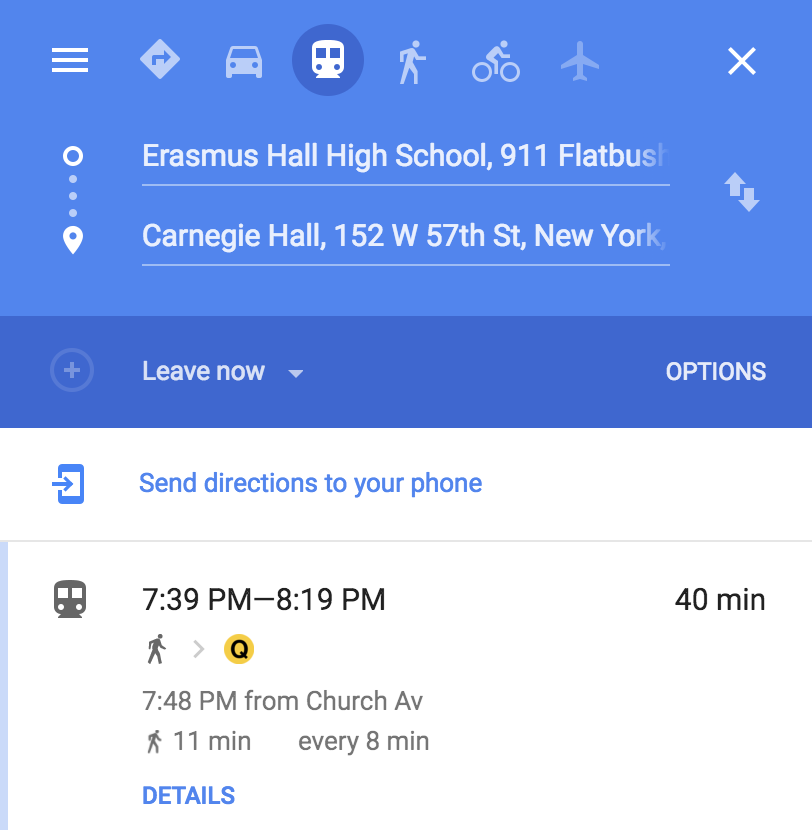 Erasmus Hall High School, 911 Flatbush
Carnegie Hall, 152 W 57th St, New York,
Leave now
OPTIONS
Send directions to your phone
7:39 PM—8:19 PM
40 min
Q
7:48 PM from Church Av
11 min every 8 min
DETAILS